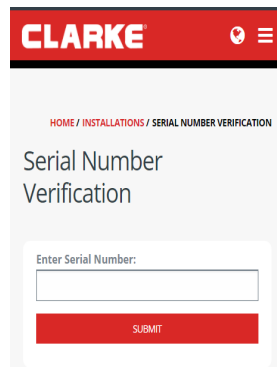 CLARKE®
HOME / INSTALLATIONS / SERIAL NUMBER VERIFICATION
Serial Number
Verification
Enter Serial Number:
SUBMIT